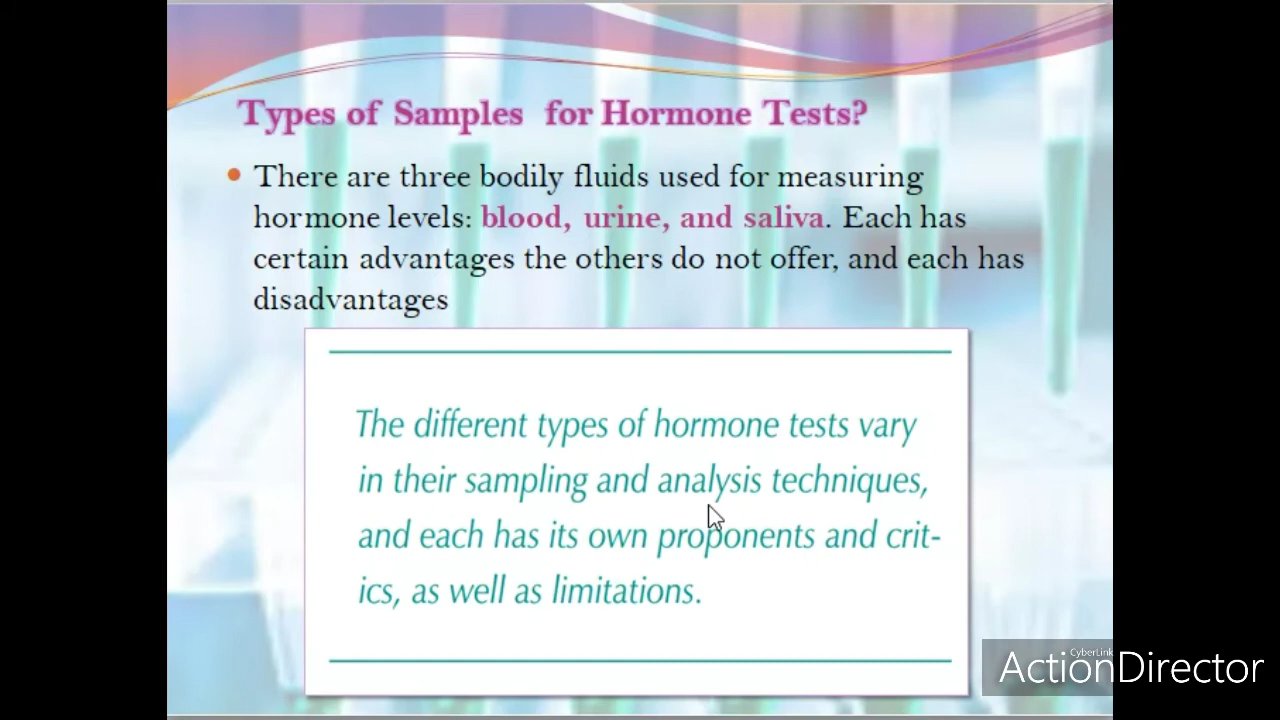 Types of Samples for Hormone Tests?
• There are three bodily fluids used for measuring
hormone levels: blood, urine, and saliva. Each has
certain advantages the others do not offer, and each has
disadvantages
The different types of hormone tests vary
in their sampling and analysis techniques,
and each has its own proponents and crit-
ics, as well as limitations.
CyberLink
ActionDirector